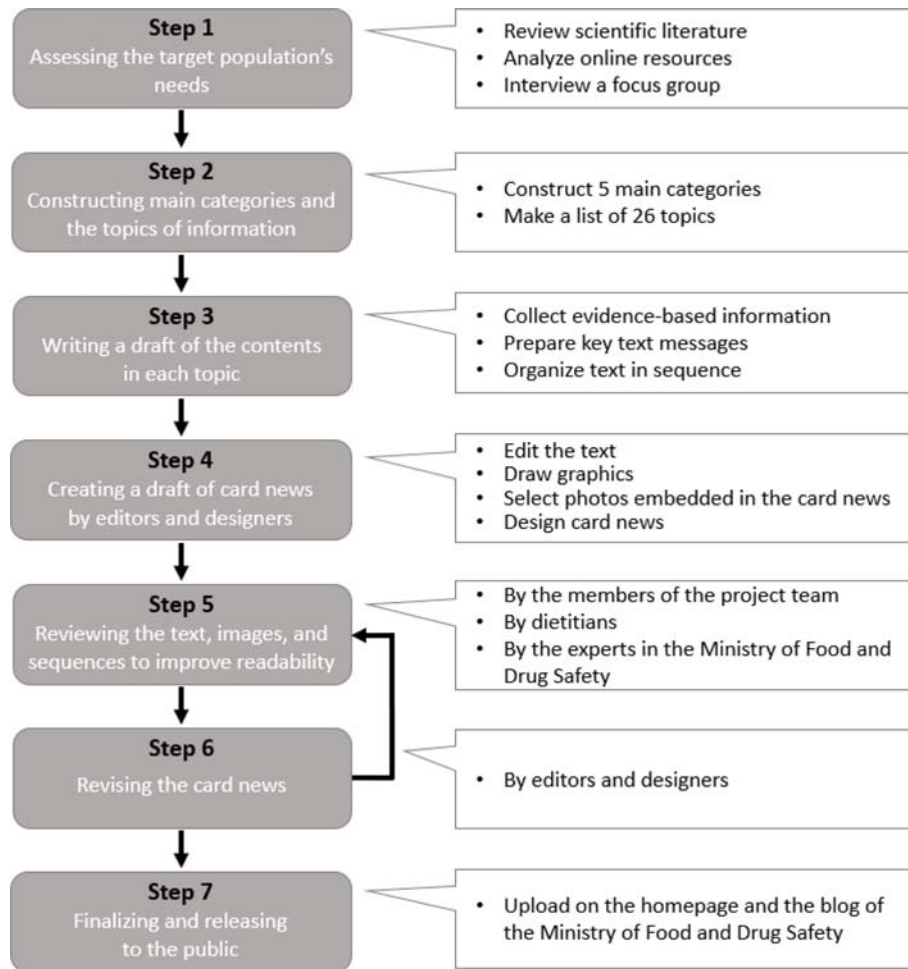 Step 1
Assessing the target population's
needs
• Review scientific literature
• Analyze online resources
• Interview a focus group
Step 2
Constructing main categories and
the topics of information
• Construct 5 main categories
• Make a list of 26 topics
Step 3
Writing a draft of the contents
in each topic
• Collect evidence-based information
• Prepare key text messages
• Organize text in sequence
Step 4
Creating a draft of card news
by editors and designers
• Edit the text
• Draw graphics
• Select photos embedded in the card news
• Design card news
Step 5
Reviewing the text, images, and
sequences to improve readability
• By the members of the project team
• By dietitians
• By the experts in the Ministry of Food and
Drug Safety
Step 6
Revising the card news
• By editors and designers
Step 7
Finalizing and releasing
to the public
• Upload on the homepage and the blog of
the Ministry of Food and Drug Safety